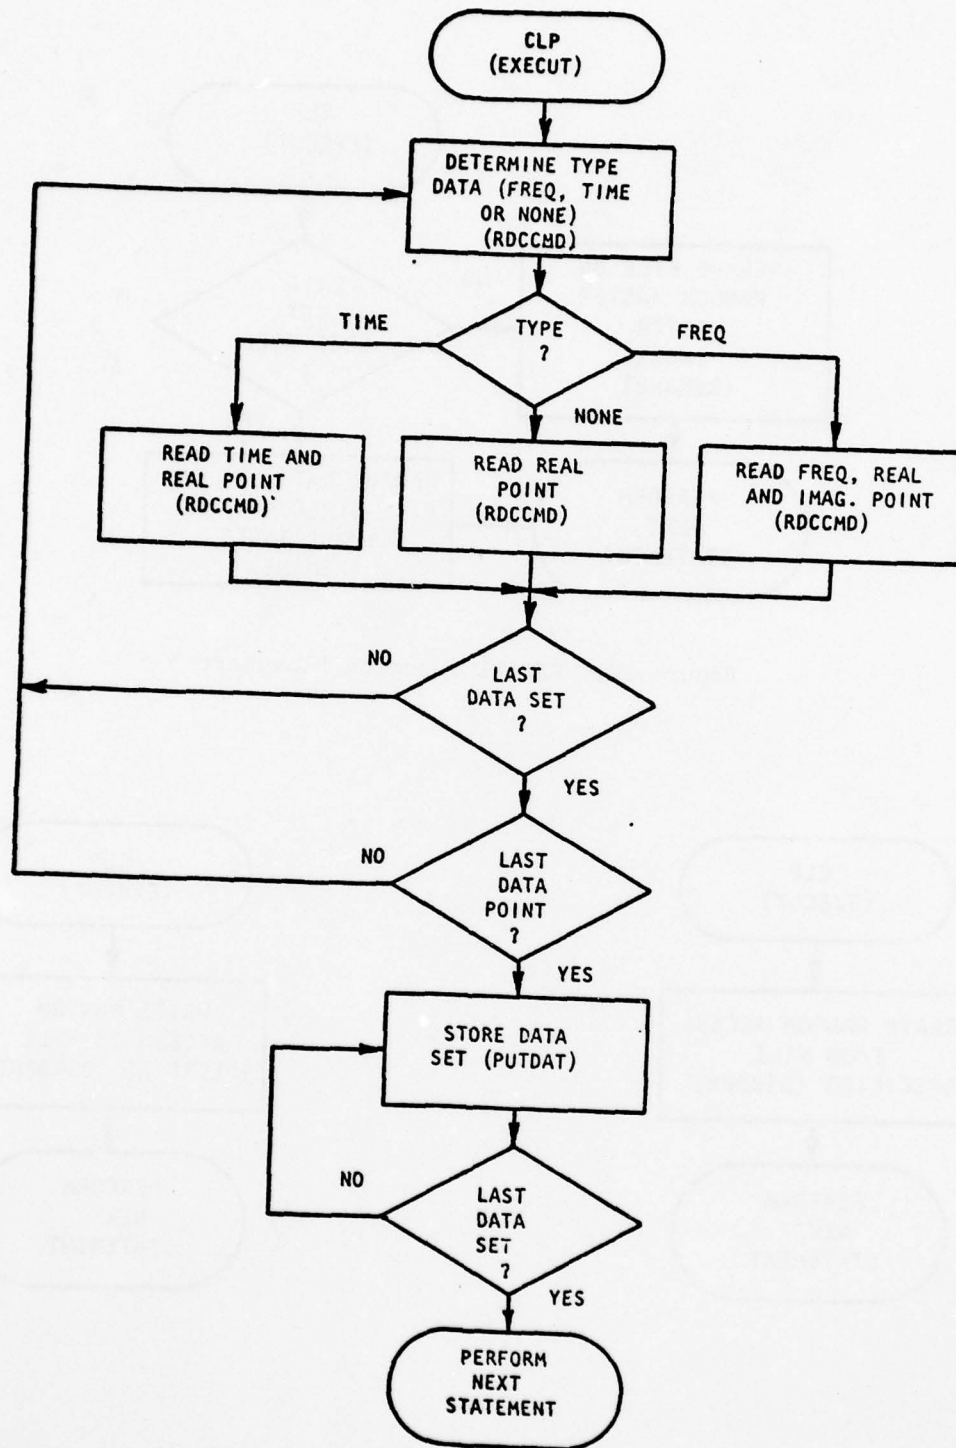 CLP
(EXECUT)
DETERMINE TYPE
DATA (FREQ, TIME
OR NONE)
(RDCCMD)
TIME
TYPE
?
FREQ
NONE
READ TIME AND
REAL POINT
(RDCCMD)
READ REAL
POINT
(RDCCMD)
READ FREQ, REAL
AND IMAG. POINT
(RDCCMD)
NO
LAST
DATA SET
?
YES
NO
LAST
DATA
POINT
?
YES
STORE DATA
SET (PUTDAT)
NO
LAST
DATA
SET
?
YES
PERFORM
NEXT
STATEMENT